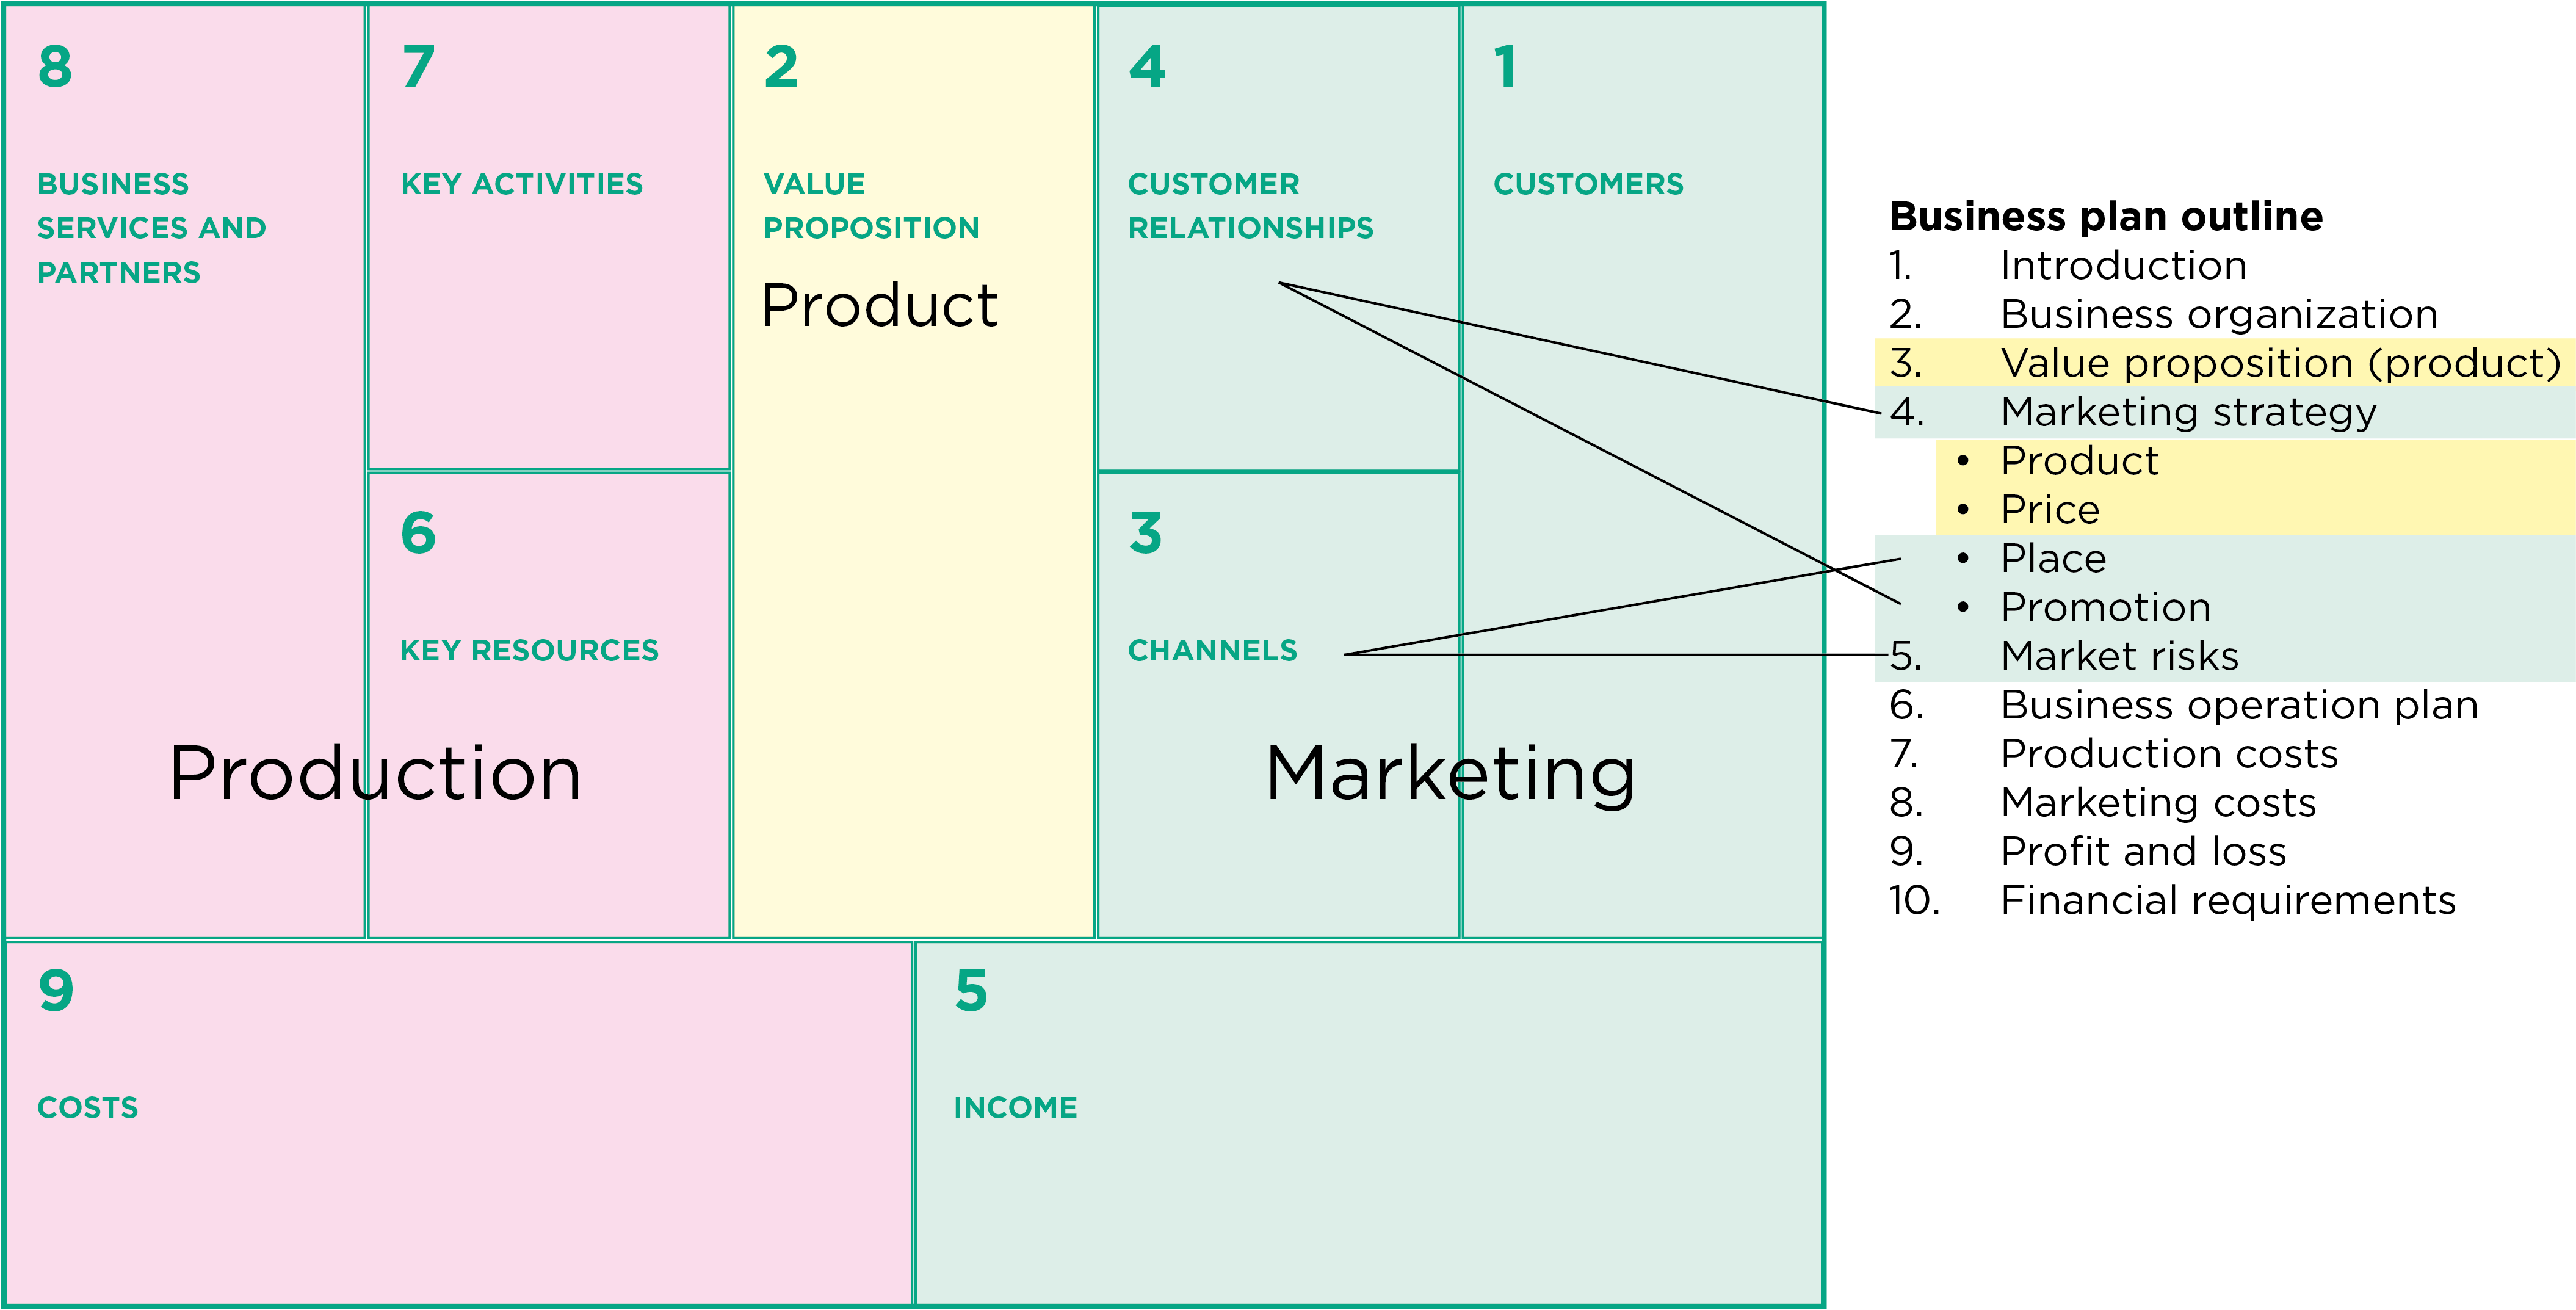 8
BUSINESS
SERVICES AND
PARTNERS
7
KEY ACTIVITIES
6
KEY RESOURCES
Production
2
VALUE
PROPOSITION
Product
4
CUSTOMER
RELATIONSHIPS
3
CHANNELS
1
CUSTOMERS
Marketing
9
COSTS
5
INCOME
Business plan outline
1. Introduction
2. Business organization
3. Value proposition (product)
4. Marketing strategy
• Product
• Price
• Place
• Promotion
5. Market risks
6. Business operation plan
7. Production costs
8. Marketing costs
9. Profit and loss
10. Financial requirements